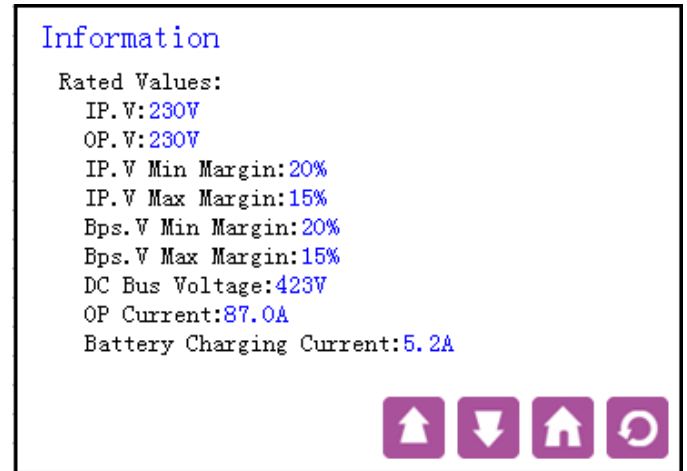 Information
Rated Values:
IP.V:230V
OP.V:230V
IP.V Min Margin:20%
IP.V Max Margin:15%
Bps.V Min Margin:20%
Bps.V Max Margin:15%
DC Bus Voltage:423V
OP Current:87.0A
Battery Charging Current:5.2A